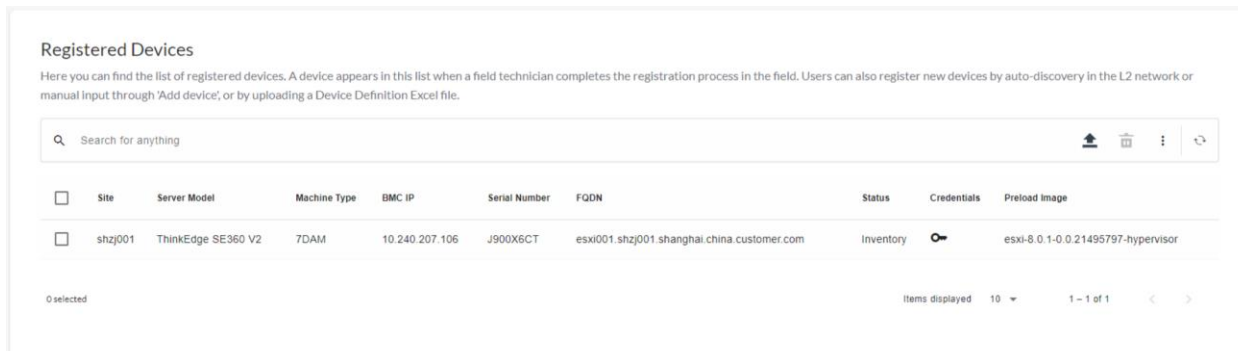 Registered Devices
Here you can find the list of registered devices. A device appears in this list when a field technician completes the registration process in the field. Users can also register new devices by auto-discovery in the L2 network or
manual input through 'Add device', or by uploading a Device Definition Excel file.
Search for anything
Site Server Model Machine Type BMC IP Serial Number FQDN Status Credentials Preload Image
shzj001 ThinkEdge SE360 V2 7DAM 10.240.207.106 J900X6CT esxi001.shzj001.shanghai.china.customer.com Inventory esxi-8.0.1-0.0.21495797-hypervisor
0 selected Items displayed 10 1 – 1 of 1